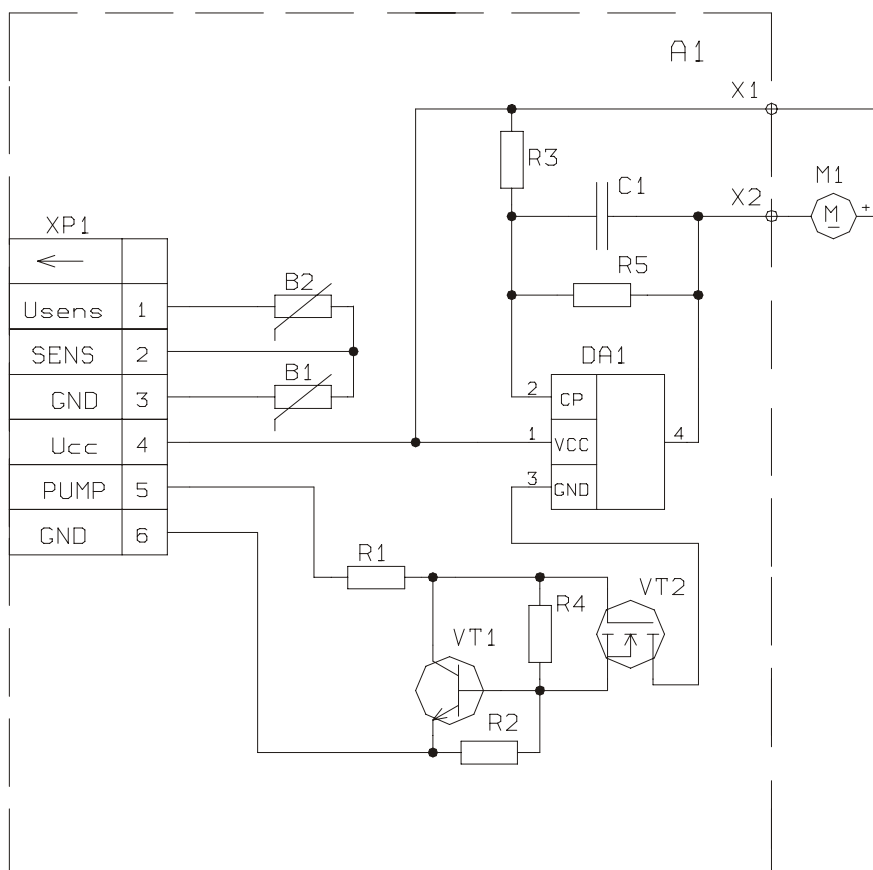 A1
X1
R3
C1
X2
M1
M
+
XP1
R5
B2
Usens 1
SENS 2
DA1
B1
GND 3
2 CP
Ucc 4
1 VCC 4
PUMP 5
3 GND
GND 6
R1
VT2
R4
VT1
R2